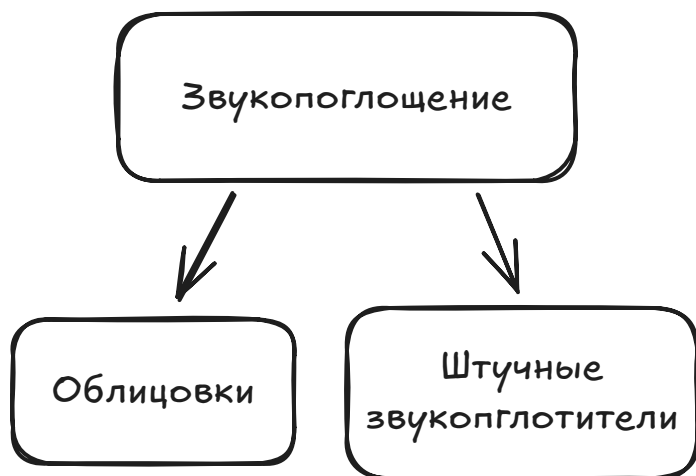 Звукопоглощение
Облицовки
Штучные
звукопглотители